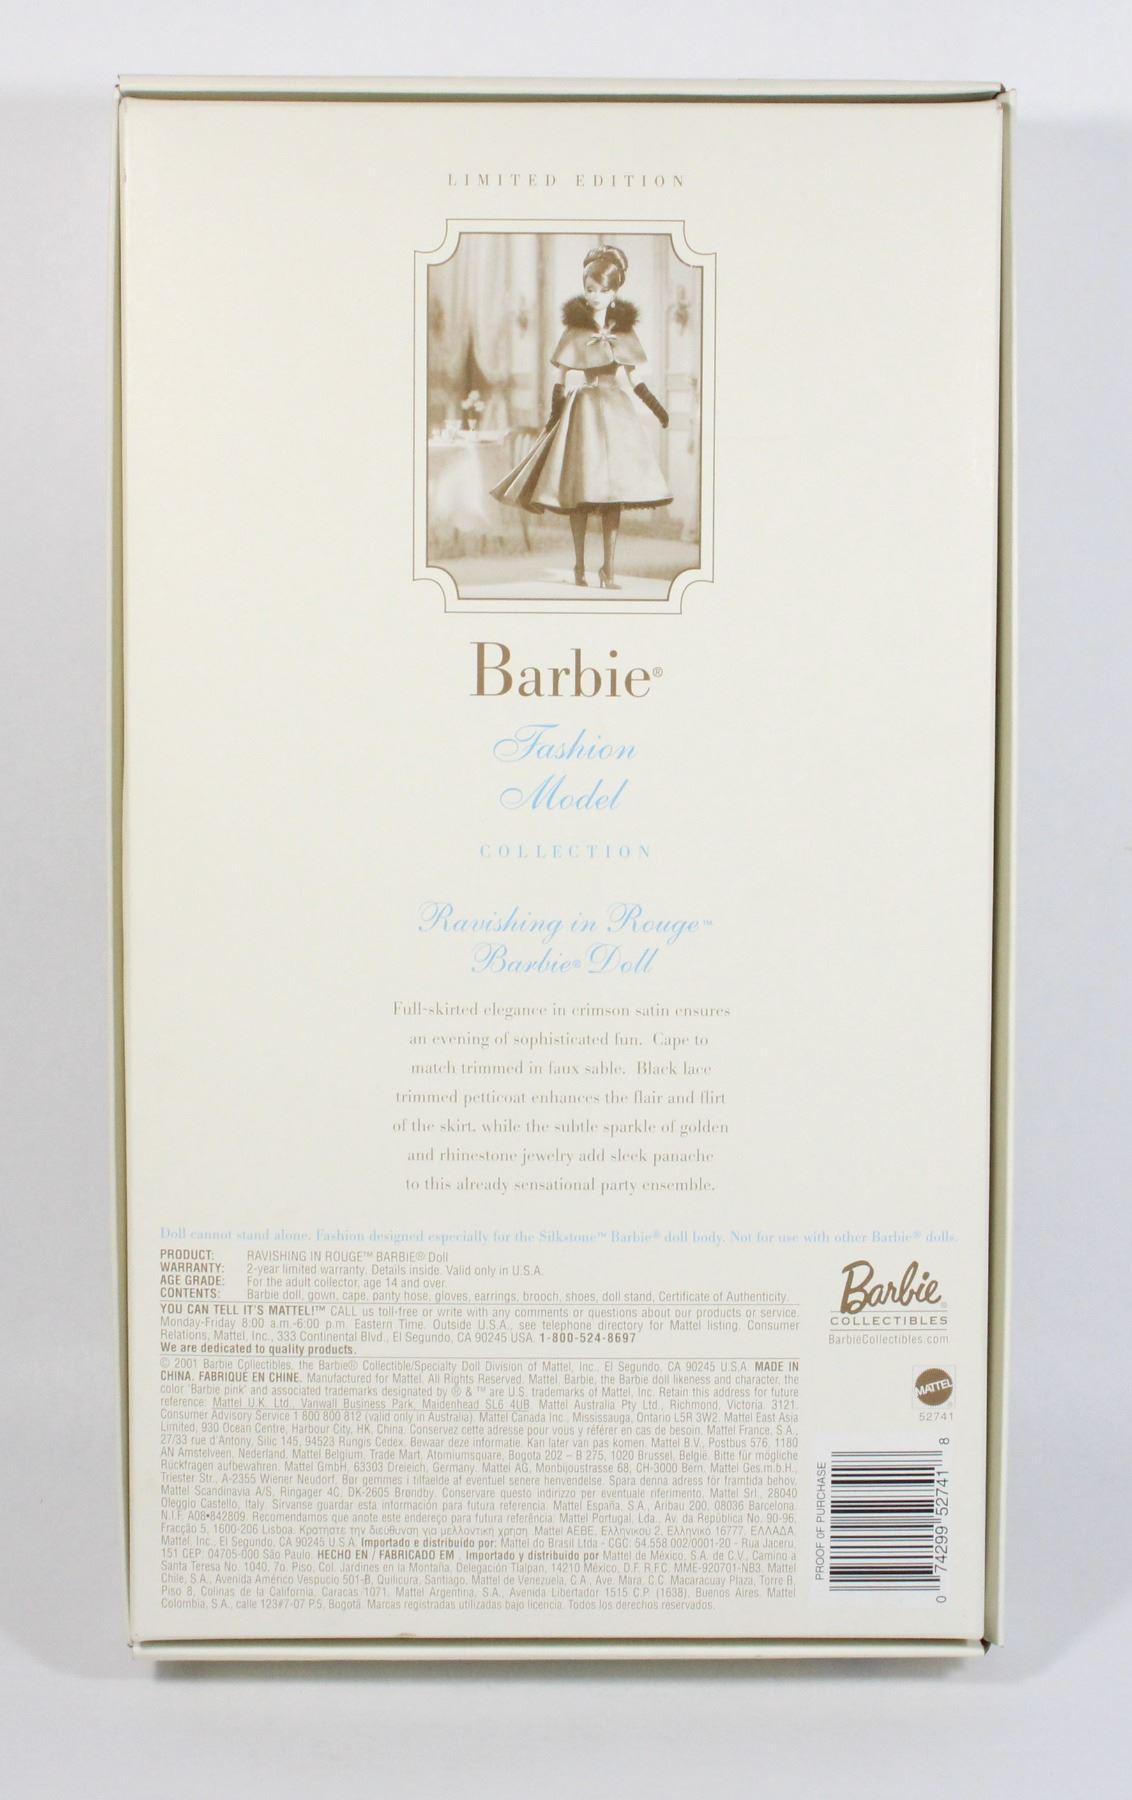 LIMITED EDITION
Barbie®
Fashion
Model
COLLECTION
Ravishing in Rouge™
Barbie® Doll
Full-skirted elegance in crimson satin ensures
an evening of sophisticated fun. Cape to
match trimmed in faux sable. Black lace
trimmed petticoat enhances the flair and flirt
of the skirt, while the subtle sparkle of golden
and rhinestone jewelry add sleek panache
to this already sensational party ensemble.
Doll cannot stand alone. Fashion designed especially for the Silkstone™ Barbie® doll body. Not for use with other Barbie® dolls.
PRODUCT: RAVISHING IN ROUGE™ BARBIE® Doll
WARRANTY: 2-year limited warranty. Details inside. Valid only in U.S.A.
AGE GRADE: For the adult collector, age 14 and over.
CONTENTS: Barbie doll, gown, cape, panty hose, gloves, earrings, brooch, shoes, doll stand, Certificate of Authenticity.
YOU CAN TELL IT'S MATTEL!™ CALL us toll-free or write with any comments or questions about our products or service.
Monday-Friday 8:00 a.m.-6:00 p.m. Eastern Time. Outside U.S.A., see telephone directory for Mattel listing. Consumer
Relations, Mattel, Inc., 333 Continental Blvd., El Segundo, CA 90245 USA. 1-800-524-8697
We are dedicated to quality products.
© 2001 Barbie Collectibles, the Barbie® Collectible/Specialty Doll Division of Mattel, Inc., El Segundo, CA 90245 U.S.A. MADE IN
CHINA. FABRIQUÉ EN CHINE. Manufactured for Mattel. All Rights Reserved. Mattel, Barbie, the Barbie doll likeness and character, the
color "Barbie pink" and associated trademarks designated by ® & ™ are U.S. trademarks of Mattel, Inc. Retain this address for future
reference: Mattel U.K. Ltd., Vanwall Business Park, Maidenhead SL6 4UB. Mattel Australia Pty Ltd., Richmond, Victoria. 3121.
Consumer Advisory Service 1 800 800 812 (valid only in Australia). Mattel Canada Inc., Mississauga, Ontario L5R 3W2. Mattel East Asia
Limited, 930 Ocean Centre, Harbour City, HK, China. Conservez cette adresse pour vous y référer en cas de besoin. Mattel France, S.A.,
27/33 rue d'Antony, Silic 145, 94523 Rungis Cedex. Bewaar deze informatie. Kan later van pas komen. Mattel B.V., Postbus 576, 1180
AN Amstelveen, Nederland. Mattel Belgium, Trade Mart, Atomiumsquare, Bogota 202 – B 275, 1020 Brussel, België. Bitte für mögliche
Rückfragen aufbewahren. Mattel GmbH, 63303 Dreieich, Germany. Mattel AG, Monbijoustrasse 68, CH-3000 Bern. Mattel Ges.m.b.H.,
Triester Str., A-2355 Wiener Neudorf. Bør gemmes i tilfaelde af eventuel senere henvendelse. Spara denna adress för framtida behov.
Mattel Scandinavia A/S, Ringager 4C, DK-2605 Brøndby. Conservare questo indirizzo per eventuale riferimento. Mattel Srl., 28040
Oleggio Castello, Italy. Sírvanse guardar esta información para futura referencia. Mattel España, S.A., Aribau 200, 08036 Barcelona.
N.I.F. A08•842809. Recomendamos que anote este endereço para futura referência: Mattel Portugal, Lda., Av. da República No. 90-96,
Fracção 5, 1600-206 Lisboa. Κρατήστε την διεύθυνση για μελλοντική χρήση. Mattel ΑΕΒΕ, Ελληνικού 2, Ελληνικό 16777, ΕΛΛΑΔΑ.
Mattel, Inc., El Segundo, CA 90245 U.S.A. Importado e distribuído por: Mattel do Brasil Ltda - CGC: 54.558.002/0001-20 - Rua Jaceru,
151 CEP: 04705-000 São Paulo. HECHO EN / FABRICADO EM . Importado y distribuido por Mattel de México, S.A. de C.V., Camino a
Santa Teresa No. 1040, 7o. Piso, Col. Jardines en la Montaña, Delegación Tlalpan, 14210 México, D.F. R.F.C. MME-920701-NB3. Mattel
Chile, S.A., Avenida Américo Vespucio 501-B, Quilicura, Santiago. Mattel de Venezuela, C.A., Ave. Mara, C.C. Macaracuay Plaza, Torre B,
Piso 8, Colinas de la California, Caracas 1071. Mattel Argentina, S.A., Avenida Libertador 1515 C.P. (1638), Buenos Aires. Mattel
Colombia, S.A., calle 123#7-07 P.5, Bogotá. Marcas registradas utilizadas bajo licencia. Todos los derechos reservados.
Barbie
COLLECTIBLES
BarbieCollectibles.com
MATTEL
52741
PROOF OF PURCHASE
0 74299 52741 8